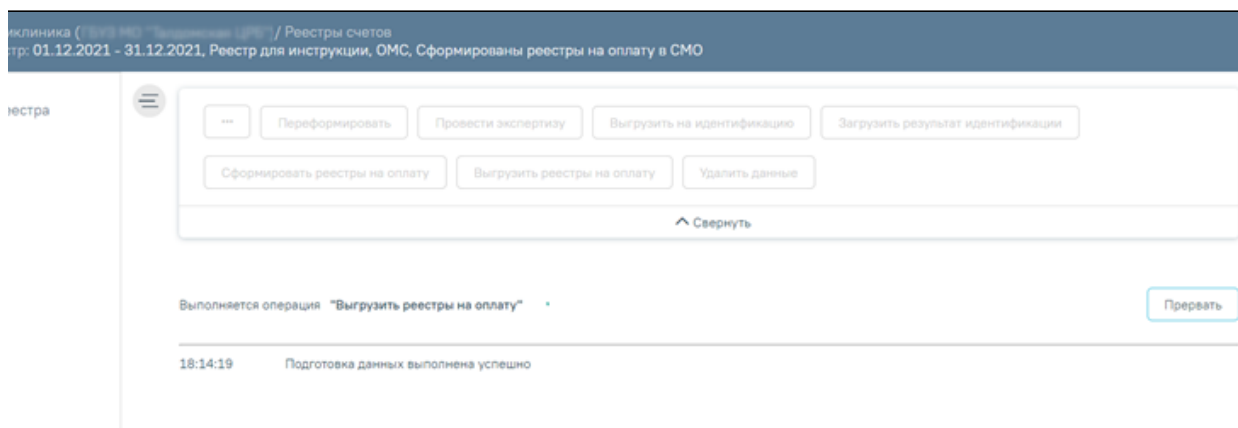 иклиника ( / Реестры счетов
тр: 01.12.2021 - 31.12.2021, Реестр для инструкции, ОМС, Сформированы реестры на оплату в СМО
еестра
... Переформировать Провести экспертизу Выгрузить на идентификацию Загрузить результат идентификации
Сформировать реестры на оплату Выгрузить реестры на оплату Удалить данные
Свернуть
Выполняется операция "Выгрузить реестры на оплату" Прервать
18:14:19 Подготовка данных выполнена успешно